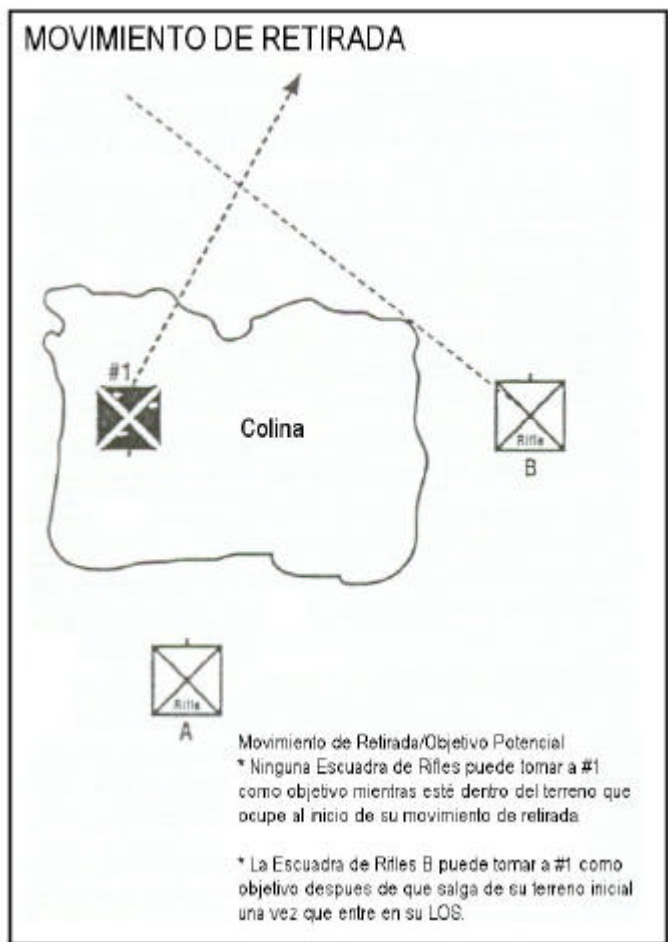 MOVIMIENTO DE RETIRADA
#1
Colina
Rifle
B
Rifle
A
Movimiento de Retirada/Objetivo Potencial
* Ninguna Escuadra de Rifles puede tomar a #1
como objetivo mientras esté dentro del terreno que
ocupe al inicio de su movimiento de retirada
* La Escuadra de Rifles B puede tomar a #1 como
objetivo despues de que salga de su terreno inicial
una vez que entre en su LOS.